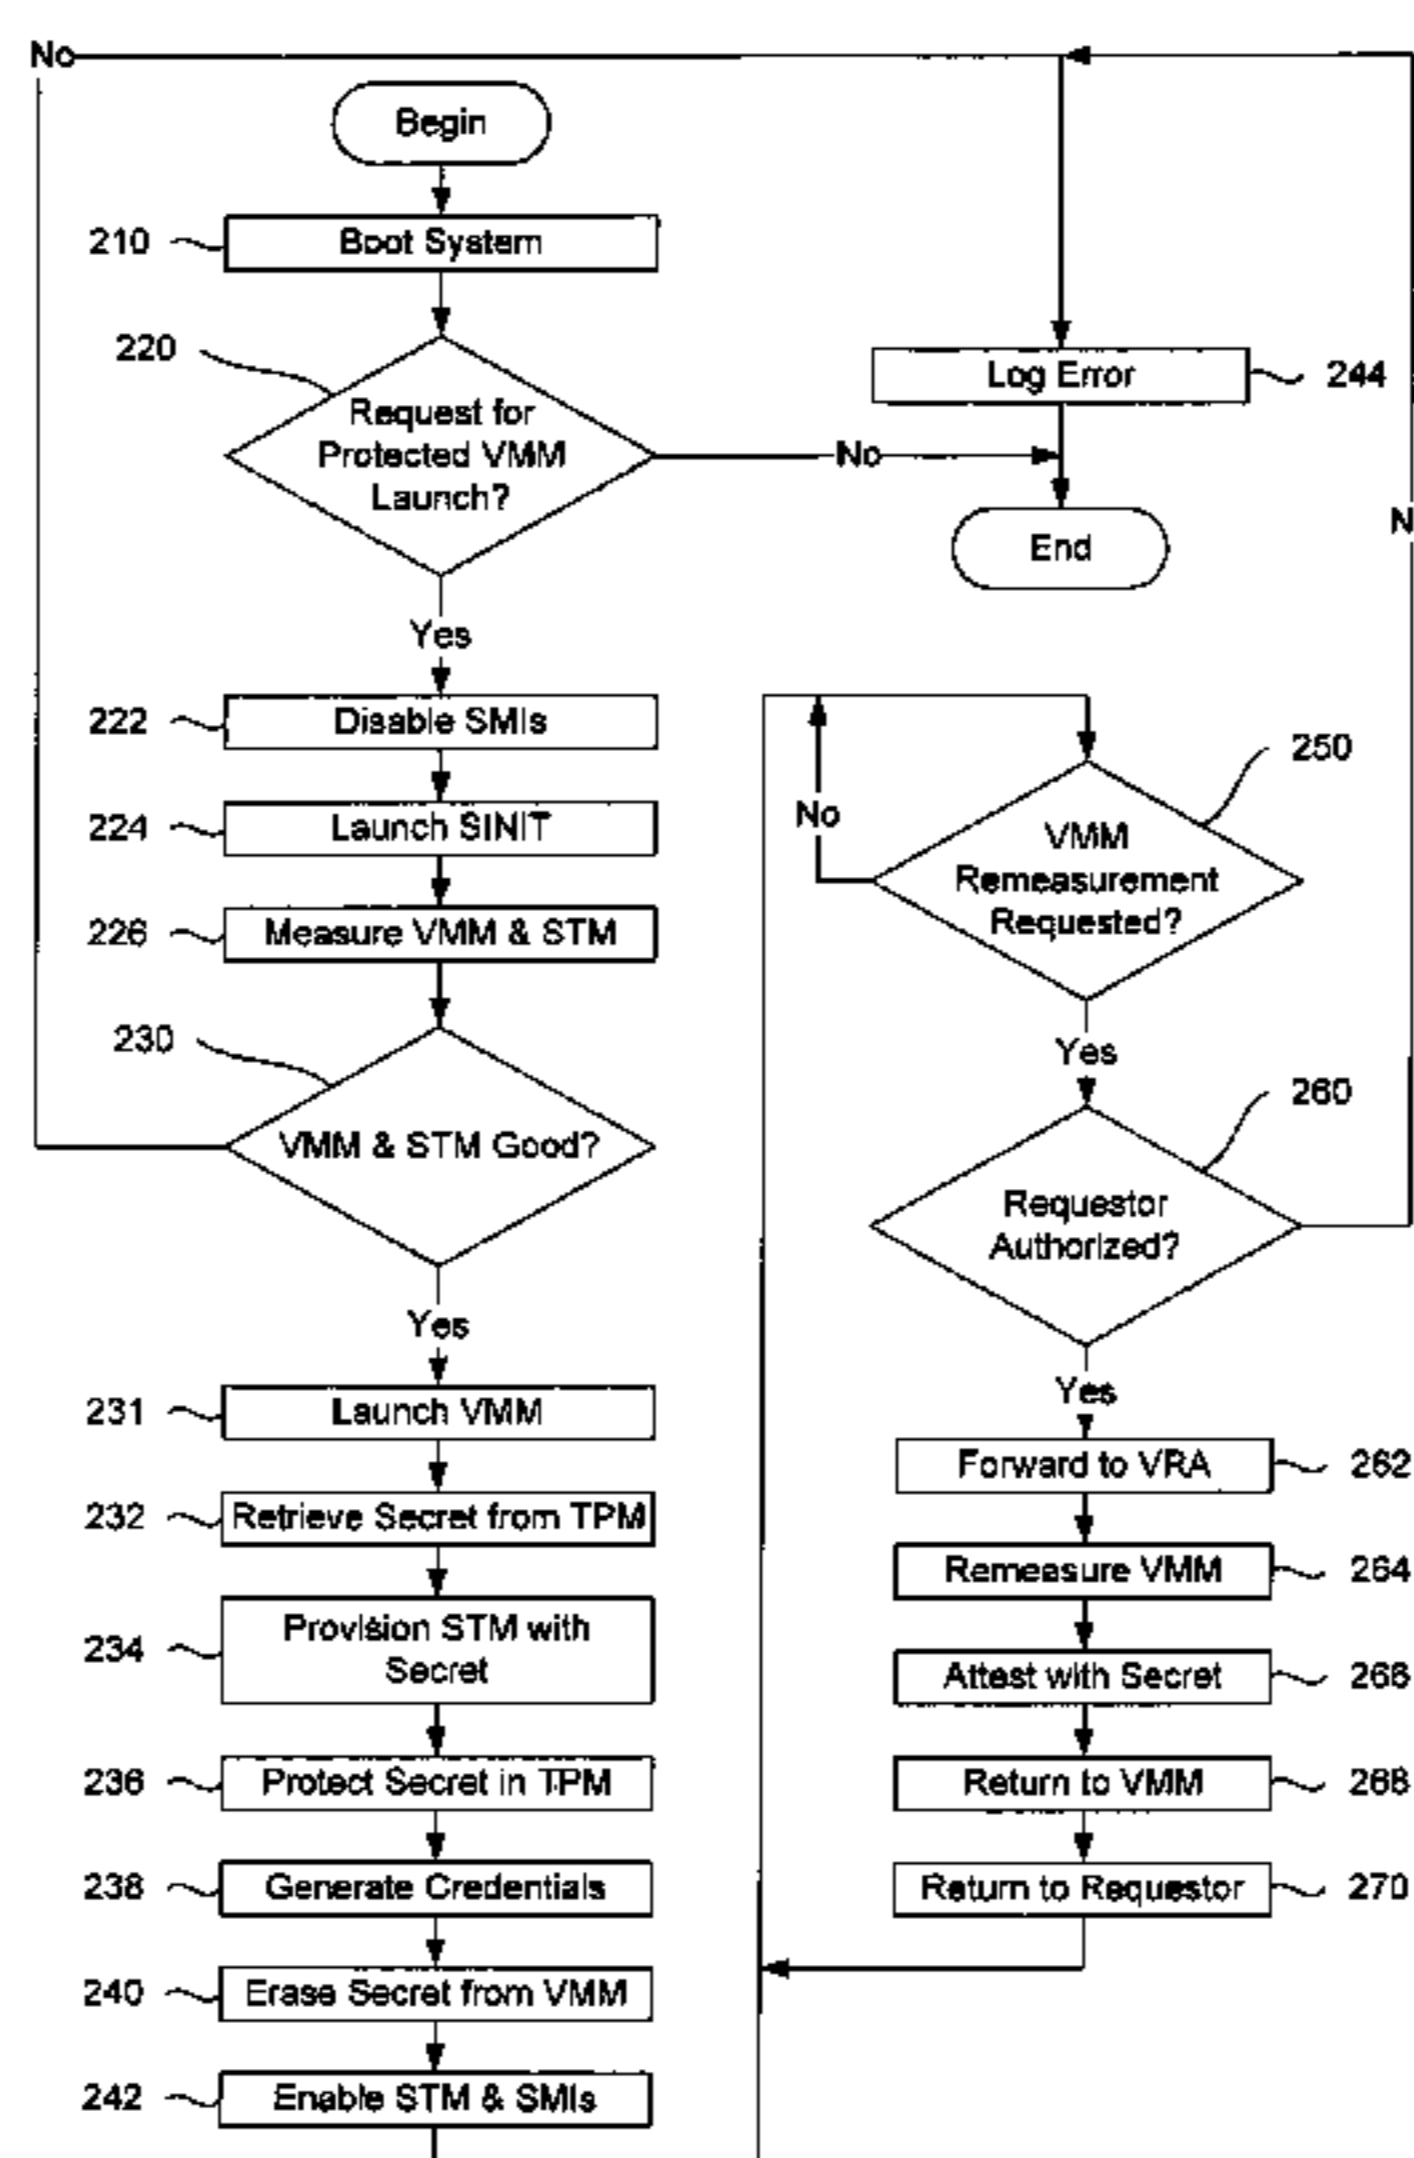 No
Begin
210
Boot System
220
Request for
Protected VMM
Launch?
No
Log Error
244
End
Yes
N
222
Disable SMIs
224
Launch SINIT
226
Measure VMM & STM
230
VMM & STM Good?
Yes
231
Launch VMM
232
Retrieve Secret from TPM
234
Provision STM with
Secret
236
Protect Secret in TPM
238
Generate Credentials
240
Erase Secret from VMM
242
Enable STM & SMIs
250
No
VMM
Remeasurement
Requested?
Yes
260
Requestor
Authorized?
Yes
Forward to VRA
262
Remeasure VMM
264
Attest with Secret
266
Return to VMM
268
Return to Requestor
270